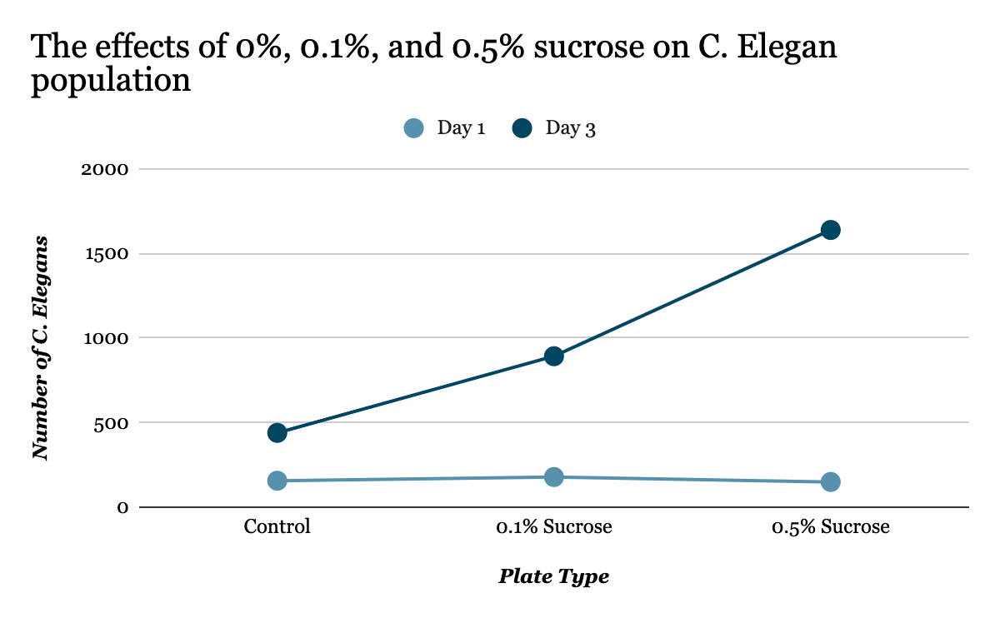 The effects of 0%, 0.1%, and 0.5% sucrose on C. Elegan
population
Day 1
Day 3
2000
1500
1000
500
0
Number of C. Elegans
Control
0.1% Sucrose
0.5% Sucrose
Plate Type